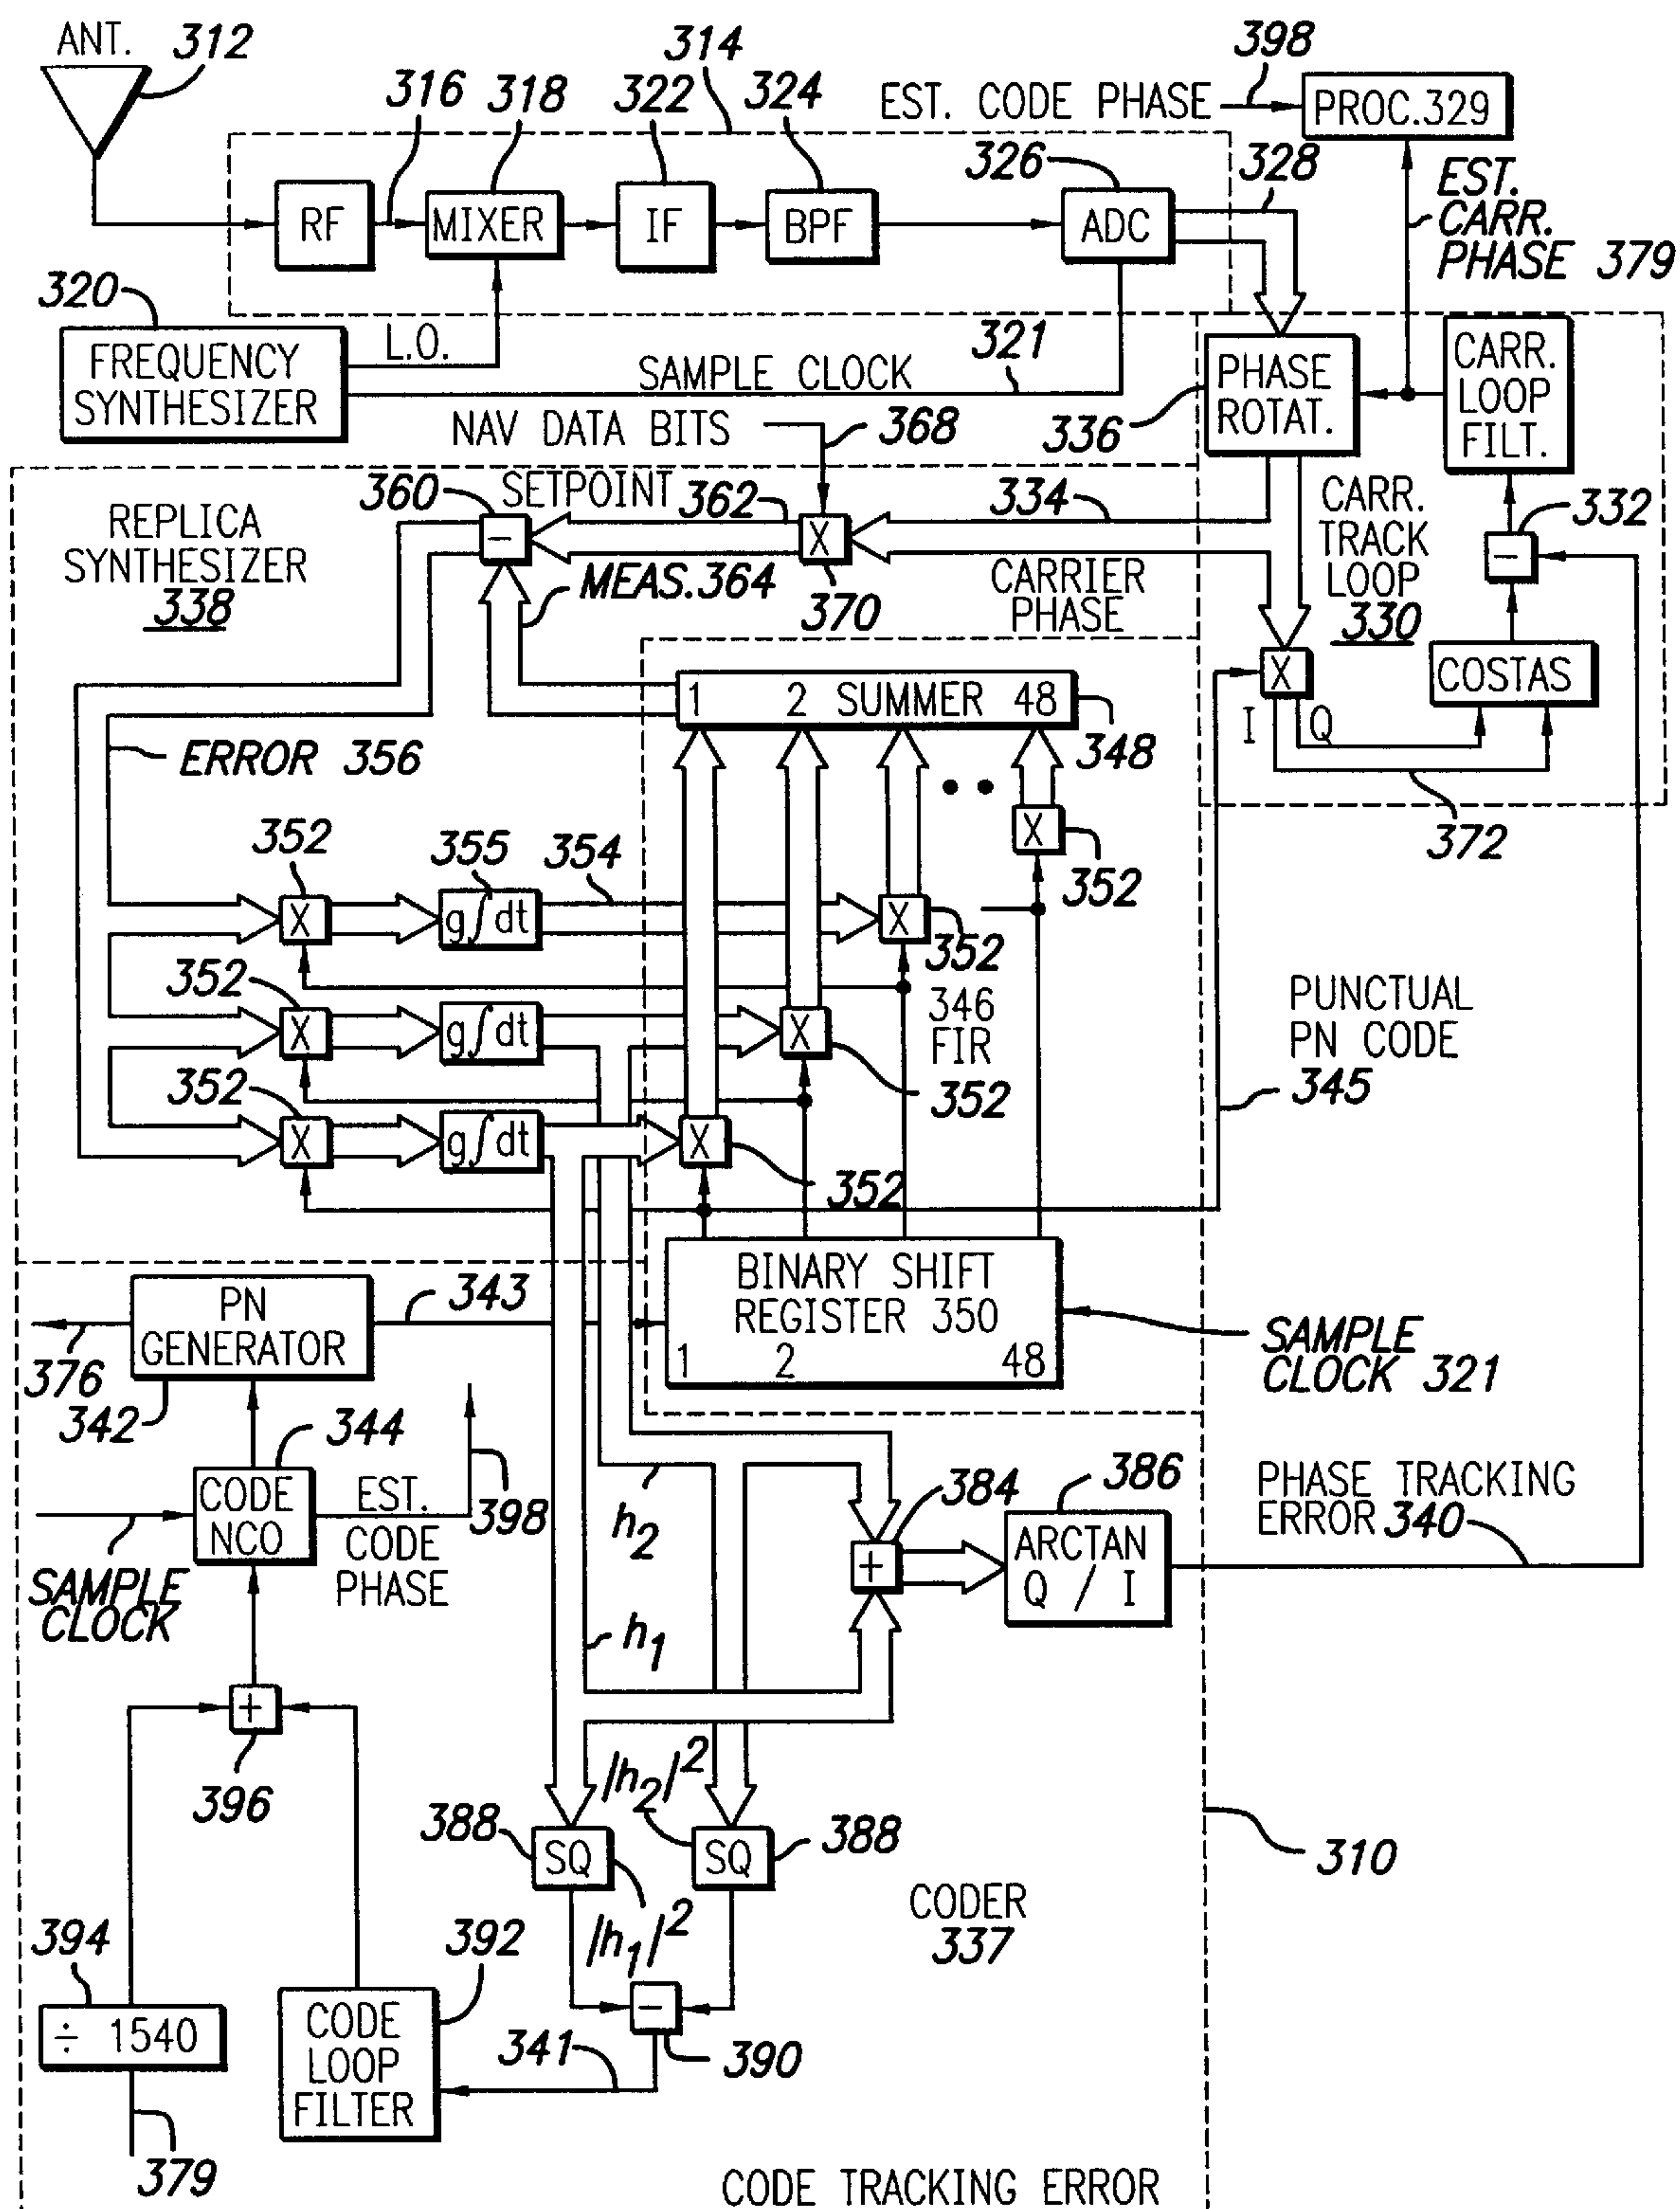 ANT.
312
314
398
316
318
322
324
EST. CODE PHASE
PROC.329
326
328
EST.
CARR.
PHASE 379
RF
MIXER
IF
BPF
ADC
320
FREQUENCY
SYNTHESIZER
L.O.
SAMPLE CLOCK
321
PHASE
ROTAT.
336
CARR.
LOOP
FILT.
NAV DATA BITS
368
REPLICA
SYNTHESIZER
338
360
SETPOINT
362
334
-
X
370
MEAS.364
CARRIER
PHASE
CARR.
TRACK
LOOP
330
332
-
X
COSTAS
I
Q
372
1 2 SUMMER 48
348
ERROR 356
352
355
354
X
352
X
g∫dt
X
352
352
X
g∫dt
X
352
346
FIR
352
X
g∫dt
X
352
PUNCTUAL
PN CODE
345
BINARY SHIFT
REGISTER 350
1 2 48
SAMPLE
CLOCK 321
PN
GENERATOR
343
376
342
344
CODE
NCO
EST.
CODE
PHASE
398
SAMPLE
CLOCK
h2
h1
384
+
386
ARCTAN
Q / I
PHASE TRACKING
ERROR 340
+
396
/h2/2
388
SQ
SQ
388
/h1/2
310
CODER
337
394
÷ 1540
379
392
CODE
LOOP
FILTER
-
390
341
CODE TRACKING ERROR